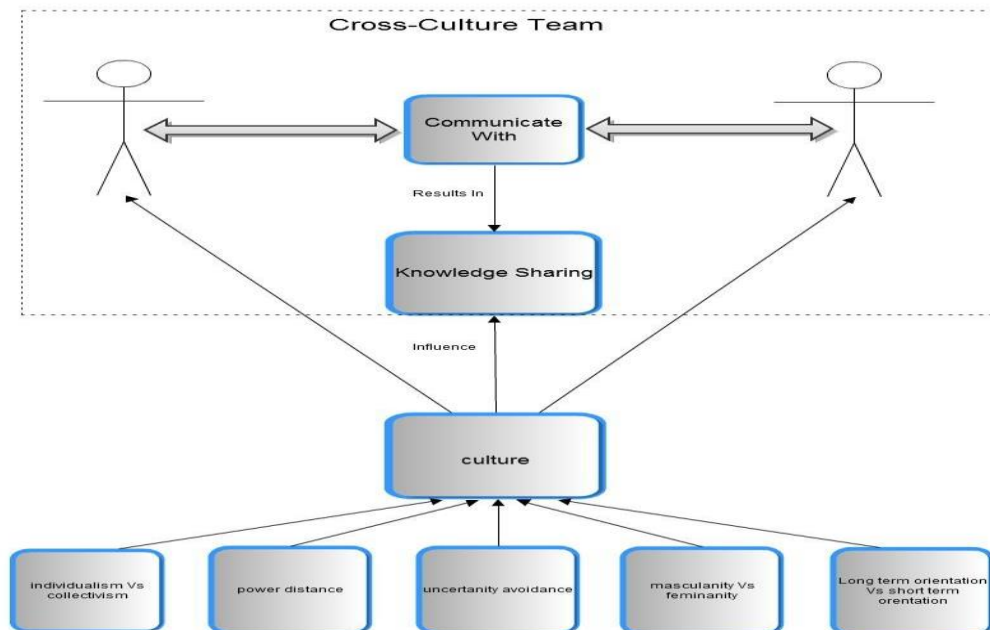 Cross-Culture Team
Communicate
With
Results In
Knowledge Sharing
Influence
culture
individualism Vs
collectivism
power distance
uncertanity avoidance
mascularity Vs
feminanity
Long term orientation
Vs short term
orentation